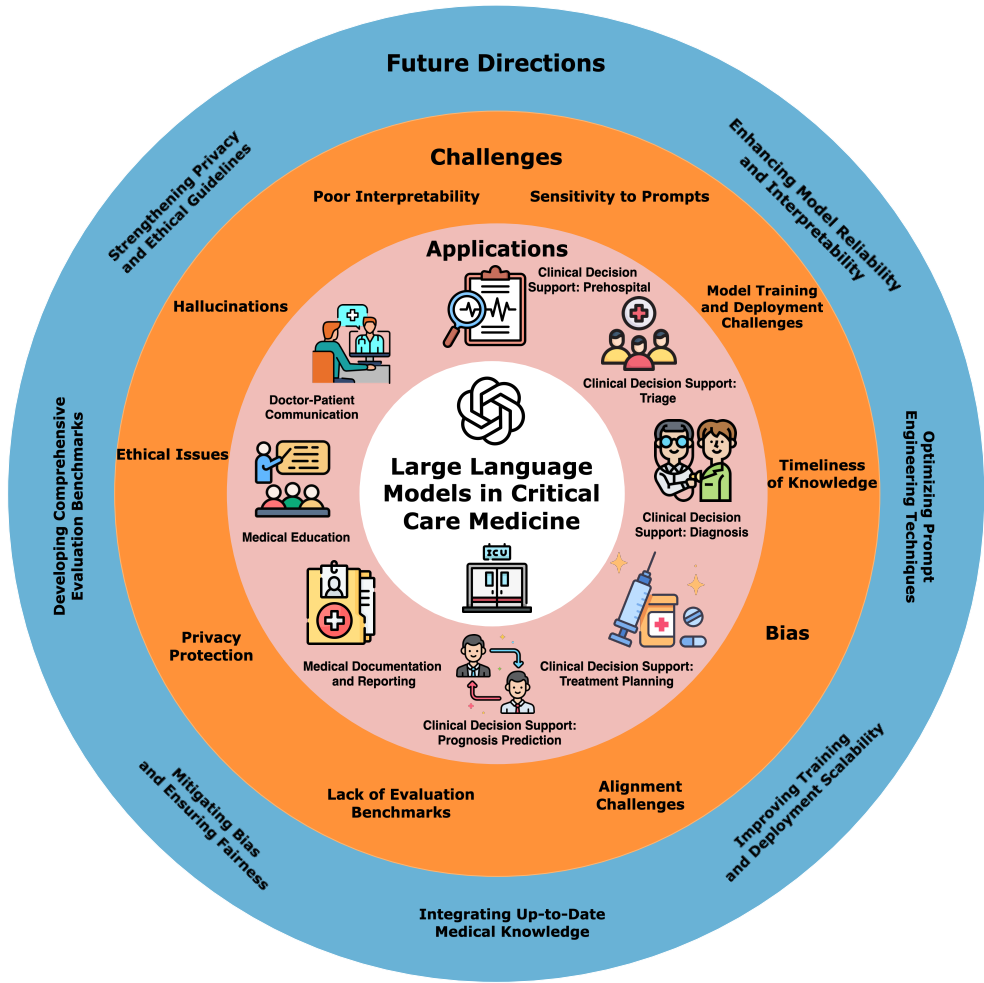 Future Directions
Enhancing Model Reliability
and Interpretability
Optimizing Prompt
Engineering Techniques
Improving Training
and Deployment Scalability
Integrating Up-to-Date
Medical Knowledge
Mitigating Bias
and Ensuring Fairness
Developing Comprehensive
Evaluation Benchmarks
Strengthening Privacy
and Ethical Guidelines
Challenges
Poor Interpretability
Sensitivity to Prompts
Model Training
and Deployment
Challenges
Timeliness
of Knowledge
Bias
Alignment
Challenges
Lack of Evaluation
Benchmarks
Privacy
Protection
Ethical Issues
Hallucinations
Applications
Clinical Decision
Support: Prehospital
Clinical Decision Support:
Triage
Clinical Decision
Support: Diagnosis
Clinical Decision Support:
Treatment Planning
Clinical Decision Support:
Prognosis Prediction
Medical Documentation
and Reporting
Medical Education
Doctor-Patient
Communication
Large Language
Models in Critical
Care Medicine
ICU